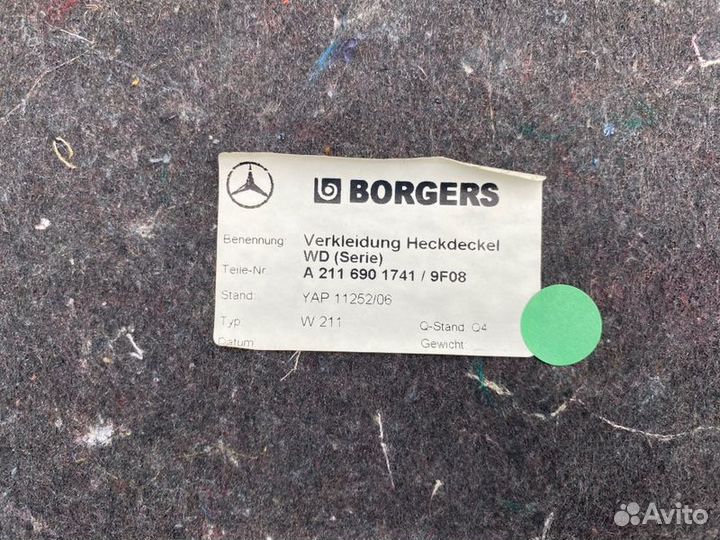 BORGERS
Benennung: Verkleidung Heckdeckel
WD (Serie)
Teile-Nr. A 211 690 1741 / 9F08
Stand: YAP 11252/06
Typ: W 211 Q-Stand: Q4
Datum Gewicht:
Avito